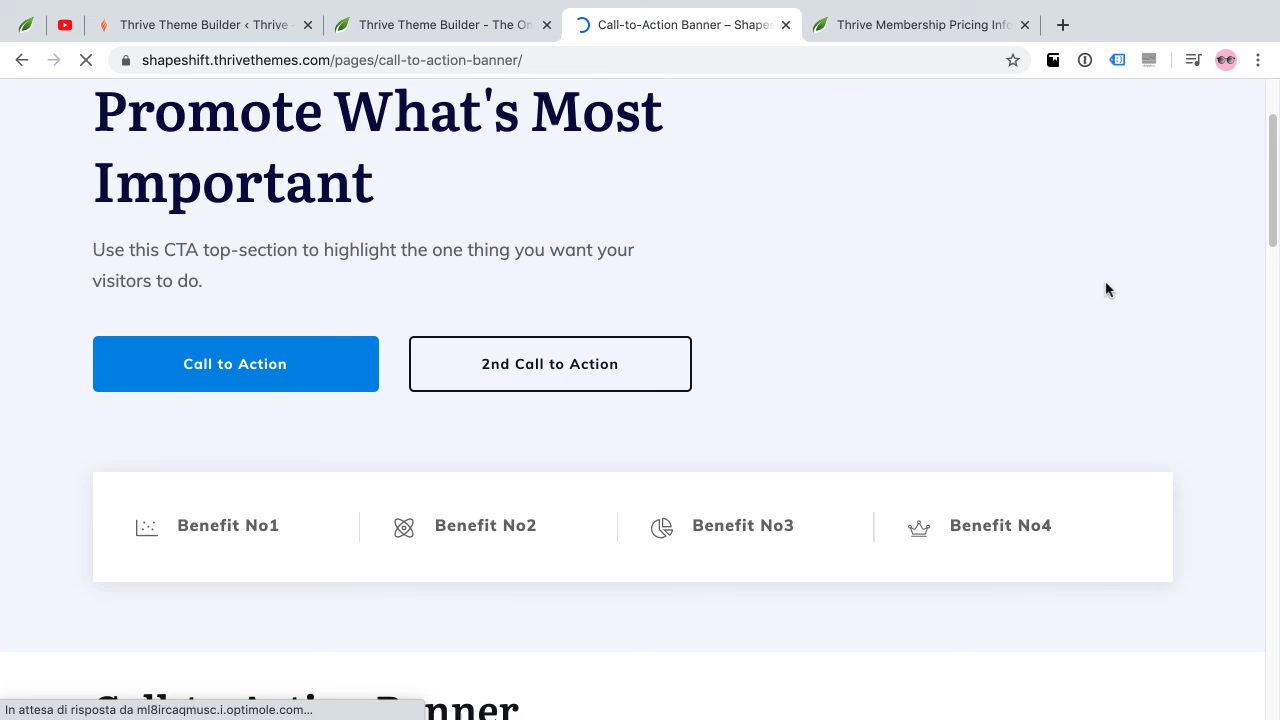 Thrive Theme Builder ‹ Thrive
Thrive Theme Builder - The On
Call-to-Action Banner – Shape
Thrive Membership Pricing Info
shapeshift.thrivethemes.com/pages/call-to-action-banner/
Promote What's Most
Important
Use this CTA top-section to highlight the one thing you want your
visitors to do.
Call to Action
2nd Call to Action
Benefit No1
Benefit No2
Benefit No3
Benefit No4
Call to Action Banner
In attesa di risposta da ml8ircaqmusc.i.optimole.com...